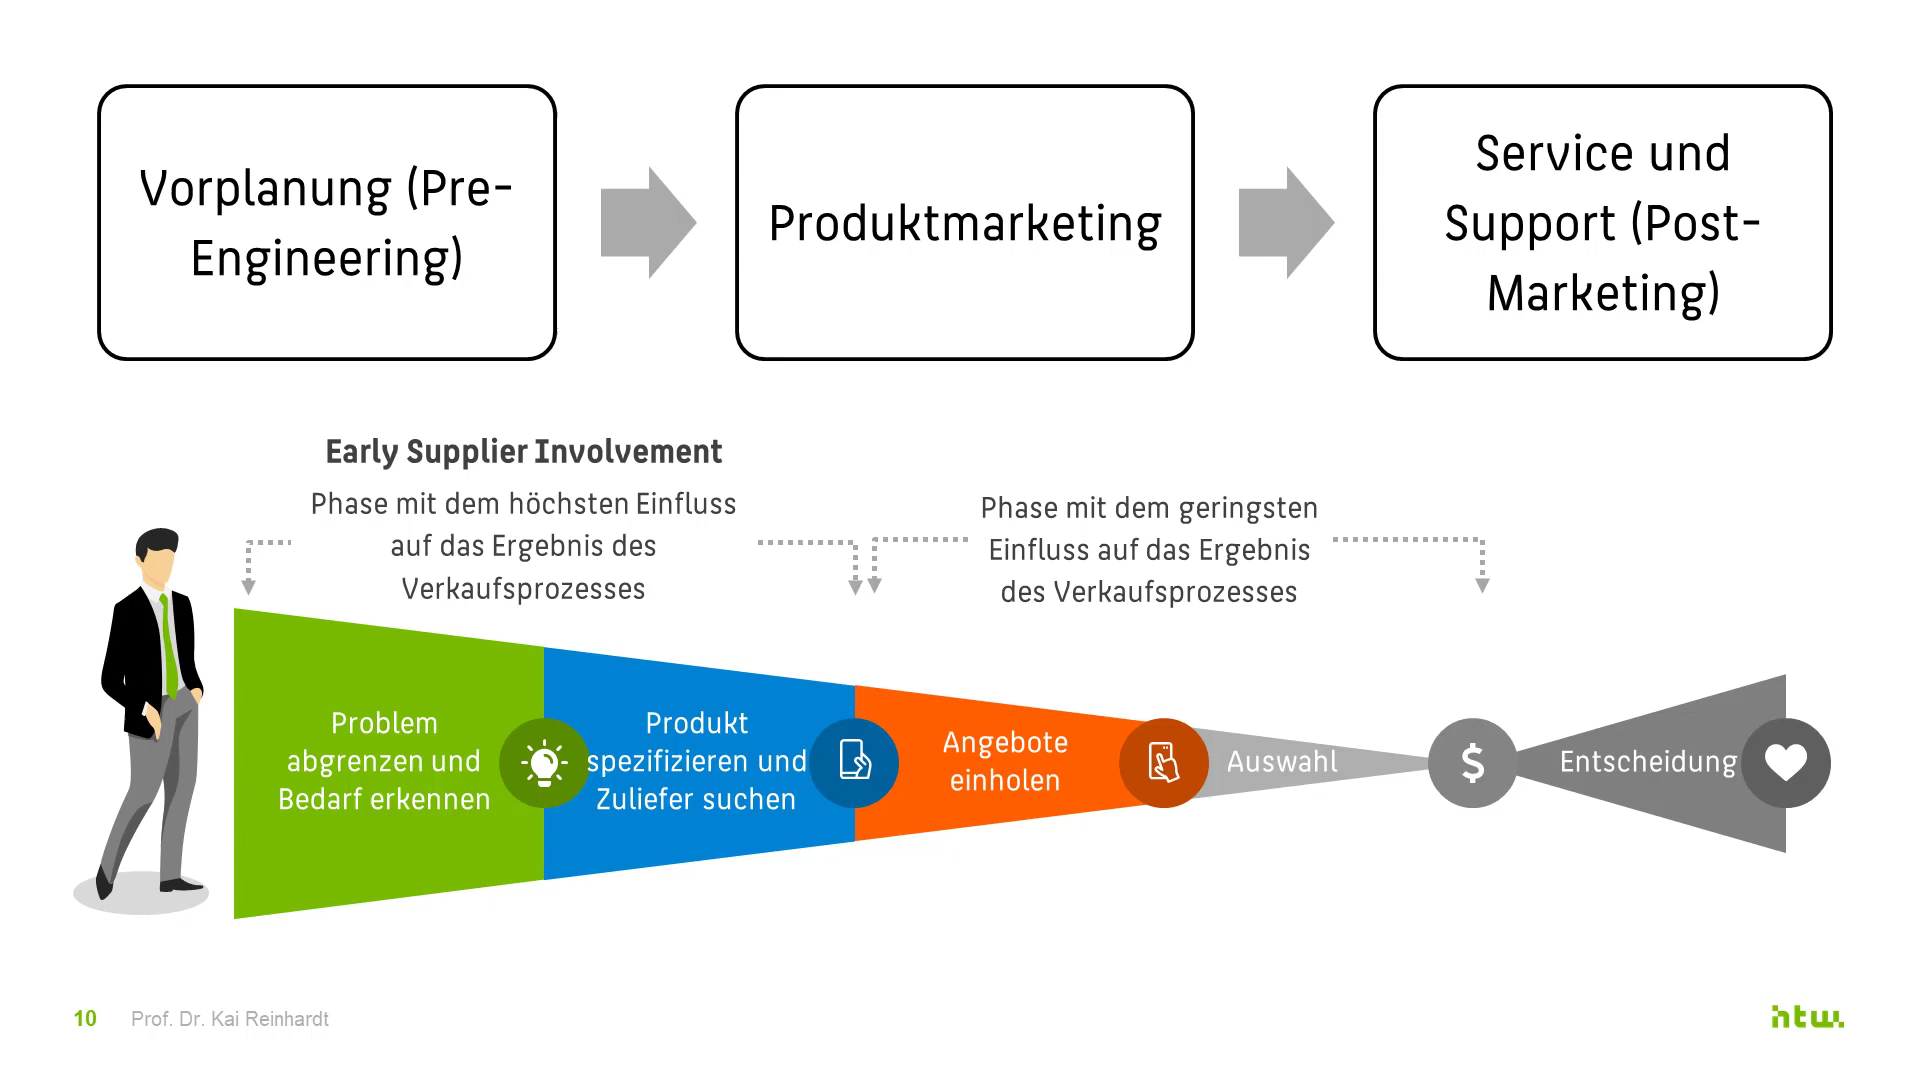 Vorplanung (Pre-
Engineering)
Produktmarketing
Service und
Support (Post-
Marketing)
Early Supplier Involvement
Phase mit dem höchsten Einfluss
auf das Ergebnis des
Verkaufsprozesses
Phase mit dem geringsten
Einfluss auf das Ergebnis
des Verkaufsprozesses
Problem
abgrenzen und
Bedarf erkennen
Produkt
spezifizieren und
Zuliefer suchen
Angebote
einholen
Auswahl
$
Entscheidung
10 Prof. Dr. Kai Reinhardt
htw.